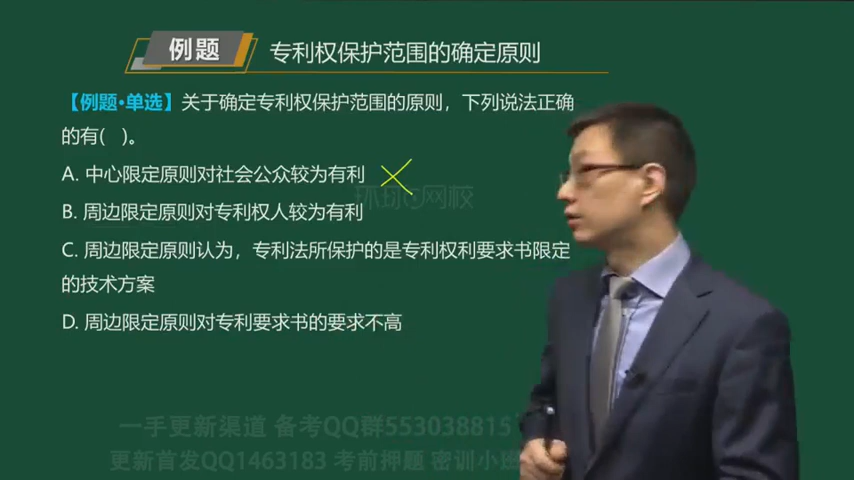 例题
专利权保护范围的确定原则
【例题·单选】关于确定专利权保护范围的原则，下列说法正确
的有( )。
A. 中心限定原则对社会公众较为有利
B. 周边限定原则对专利权人较为有利
C. 周边限定原则认为，专利法所保护的是专利权利要求书限定
的技术方案
D. 周边限定原则对专利要求书的要求不高
环球网校
一手更新渠道 备考QQ群553038815
更新首发QQ1463183 考前押题 密训小班